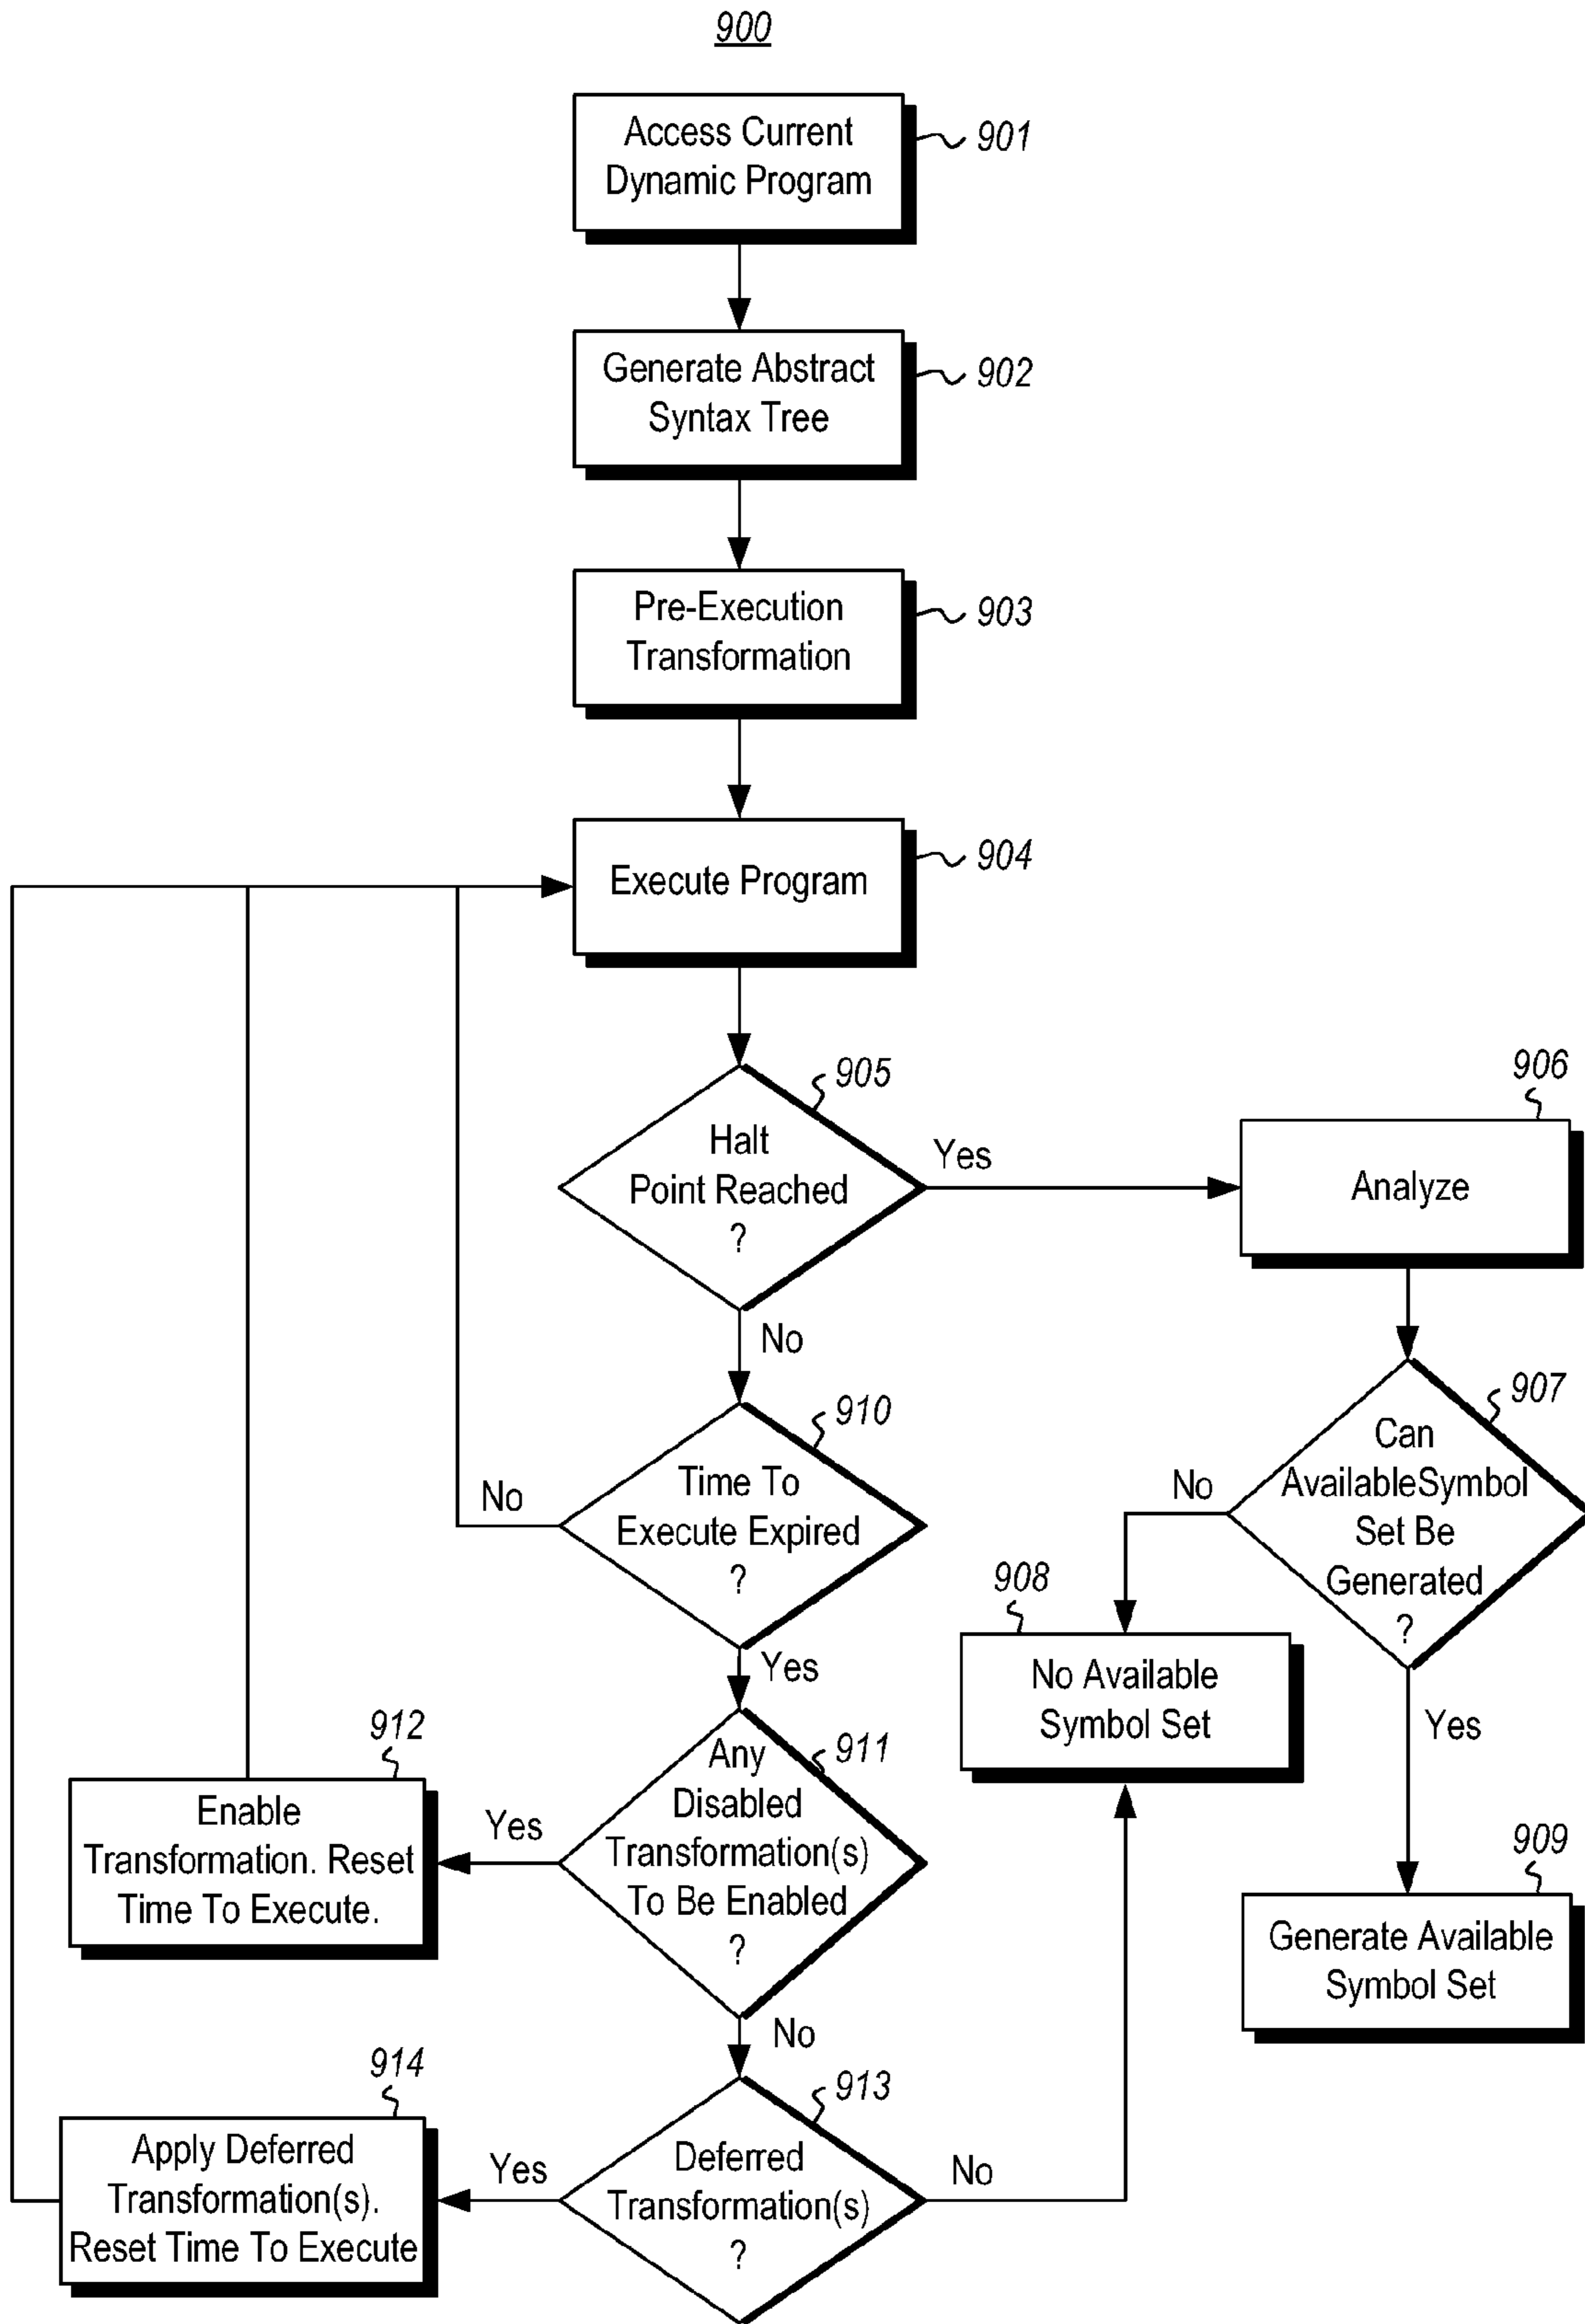 900
Access Current
Dynamic Program
901
Generate Abstract
Syntax Tree
902
Pre-Execution
Transformation
903
Execute Program
904
905
Halt
Point Reached
?
Yes
906
Analyze
No
910
Time To
Execute Expired
?
No
907
Can
AvailableSymbol
Set Be
Generated
?
No
908
No Available
Symbol Set
Yes
Yes
909
Generate Available
Symbol Set
911
Any
Disabled
Transformation(s)
To Be Enabled
?
Yes
912
Enable
Transformation. Reset
Time To Execute.
No
913
Deferred
Transformation(s)
?
No
Yes
914
Apply Deferred
Transformation(s).
Reset Time To Execute